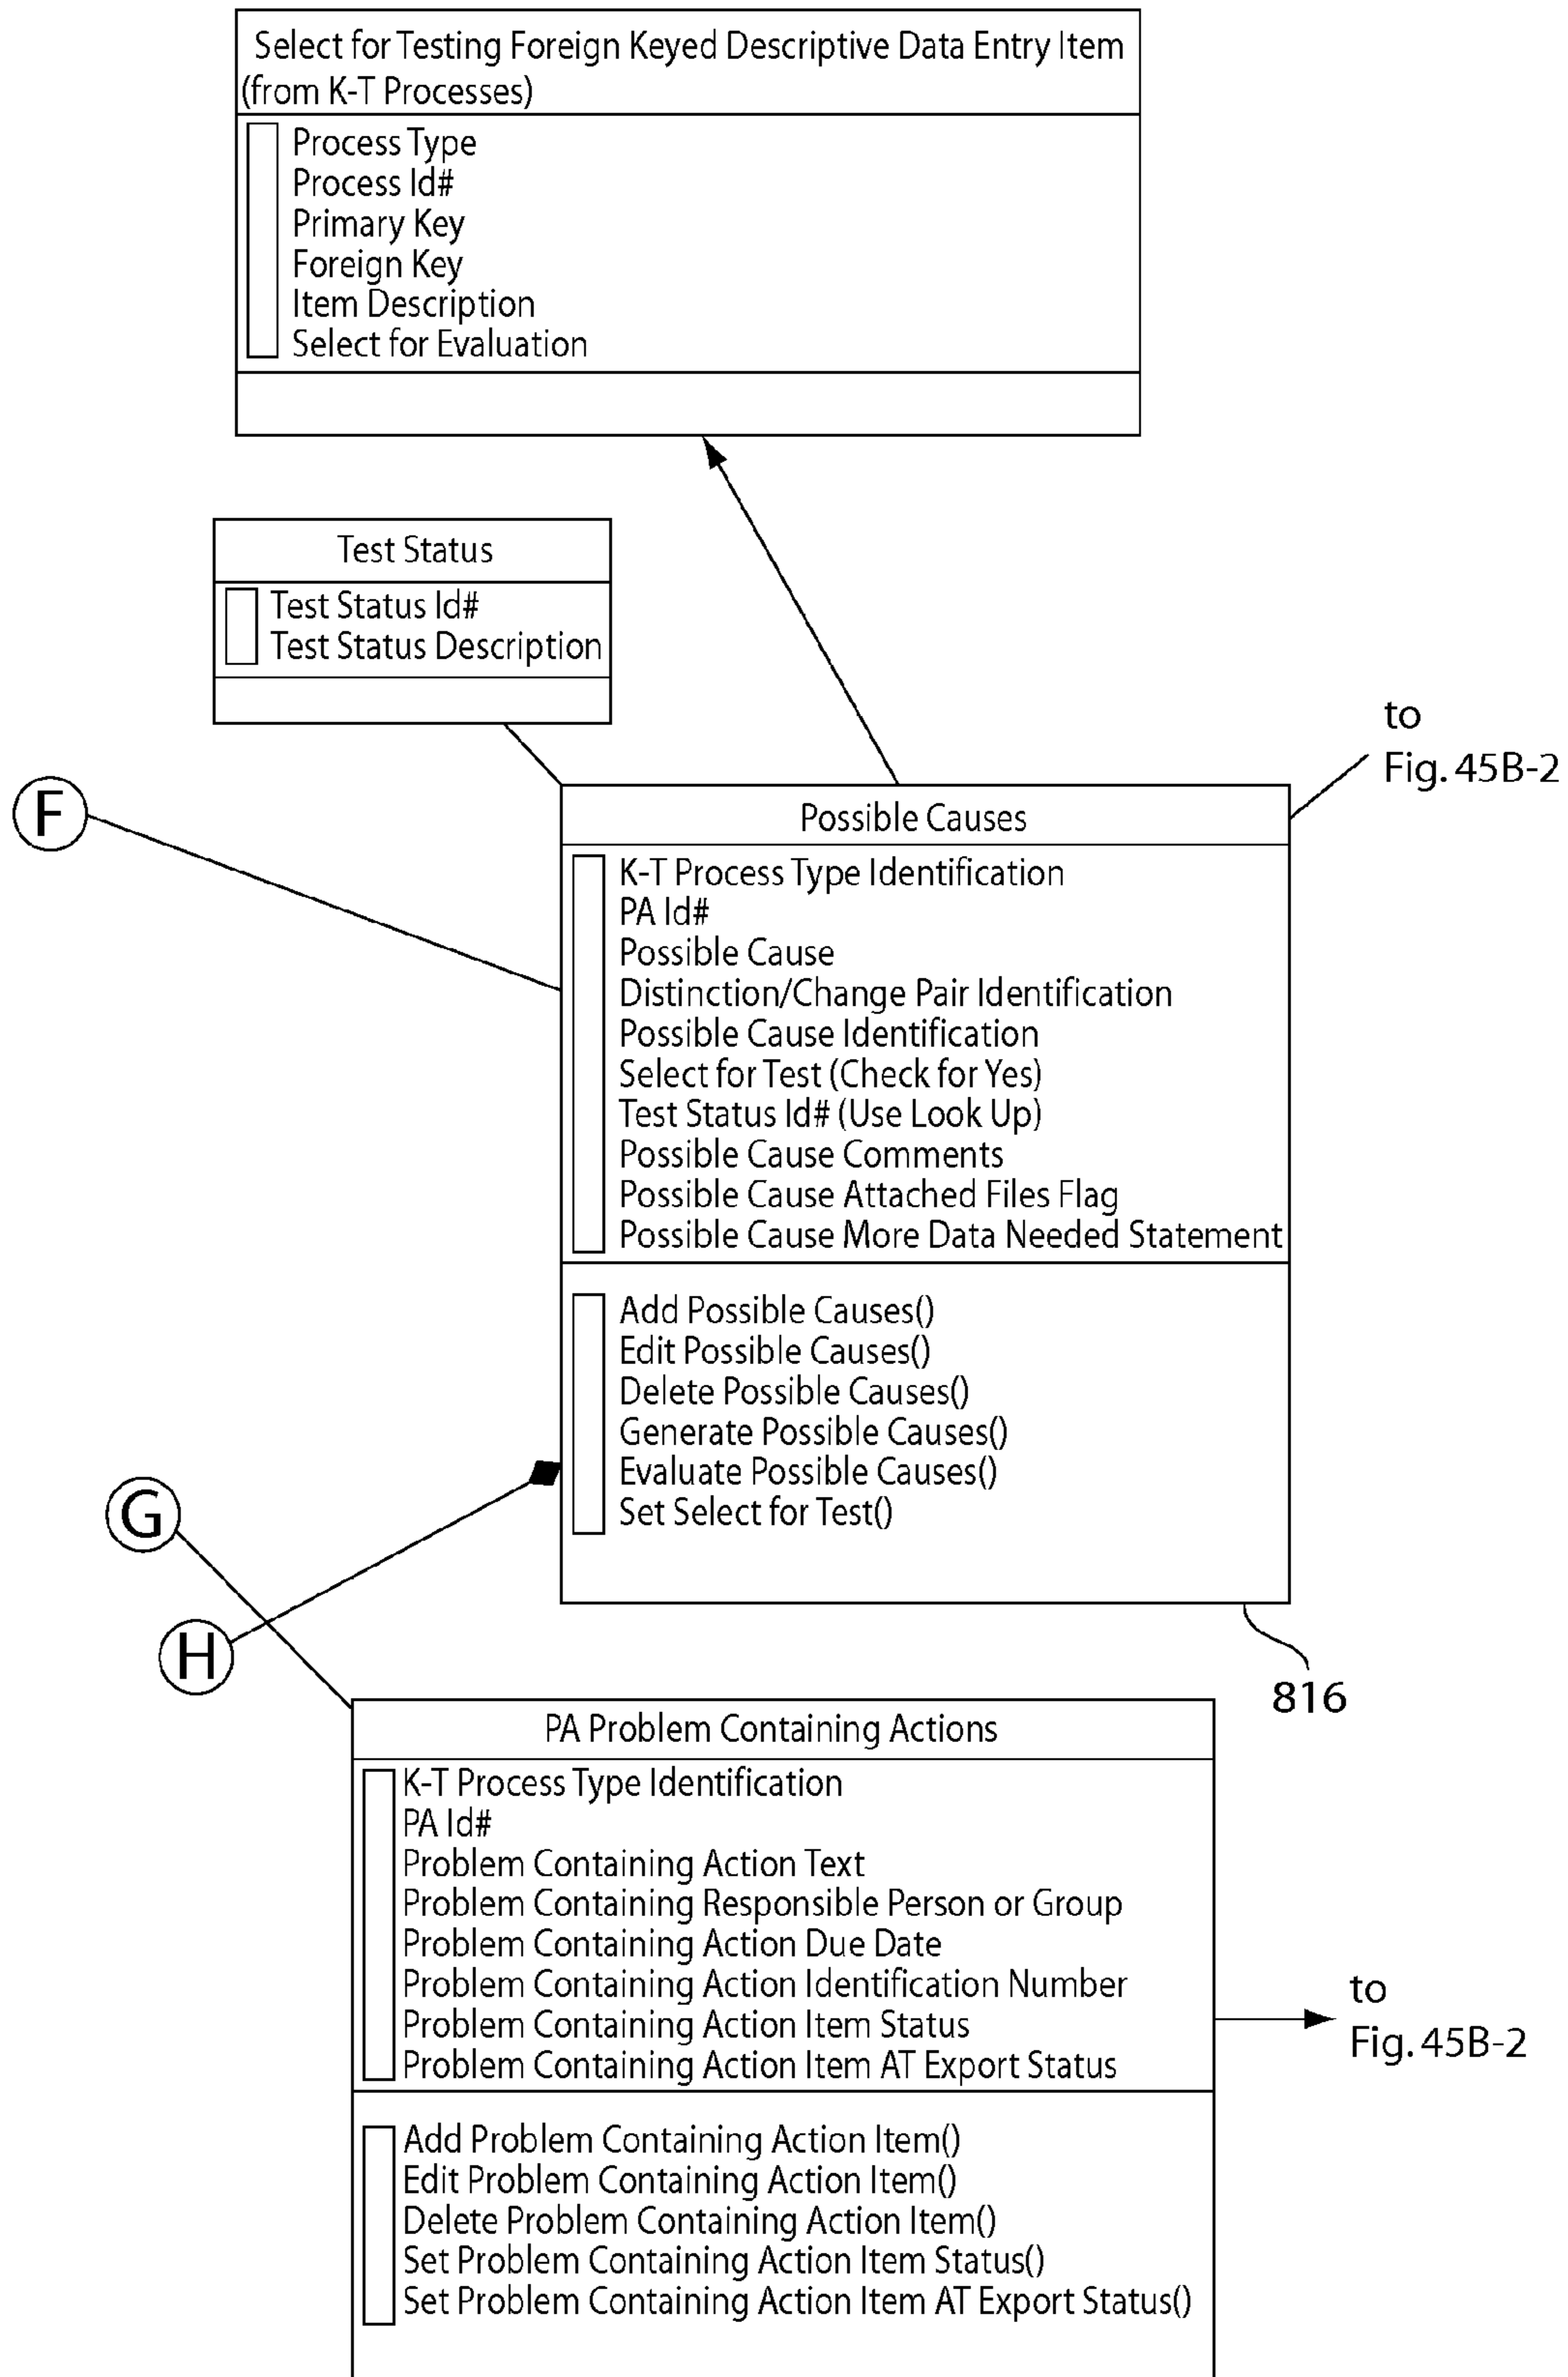 Select for Testing Foreign Keyed Descriptive Data Entry Item
(from K-T Processes)
Process Type
Process Id#
Primary Key
Foreign Key
Item Description
Select for Evaluation
Test Status
Test Status Id#
Test Status Description
to
Fig. 45B-2
F
Possible Causes
K-T Process Type Identification
PA Id#
Possible Cause
Distinction/Change Pair Identification
Possible Cause Identification
Select for Test (Check for Yes)
Test Status Id# (Use Look Up)
Possible Cause Comments
Possible Cause Attached Files Flag
Possible Cause More Data Needed Statement
Add Possible Causes()
Edit Possible Causes()
Delete Possible Causes()
Generate Possible Causes()
Evaluate Possible Causes()
Set Select for Test()
G
H
816
PA Problem Containing Actions
K-T Process Type Identification
PA Id#
Problem Containing Action Text
Problem Containing Responsible Person or Group
Problem Containing Action Due Date
Problem Containing Action Identification Number
Problem Containing Action Item Status
Problem Containing Action Item AT Export Status
to
Fig. 45B-2
Add Problem Containing Action Item()
Edit Problem Containing Action Item()
Delete Problem Containing Action Item()
Set Problem Containing Action Item Status()
Set Problem Containing Action Item AT Export Status()